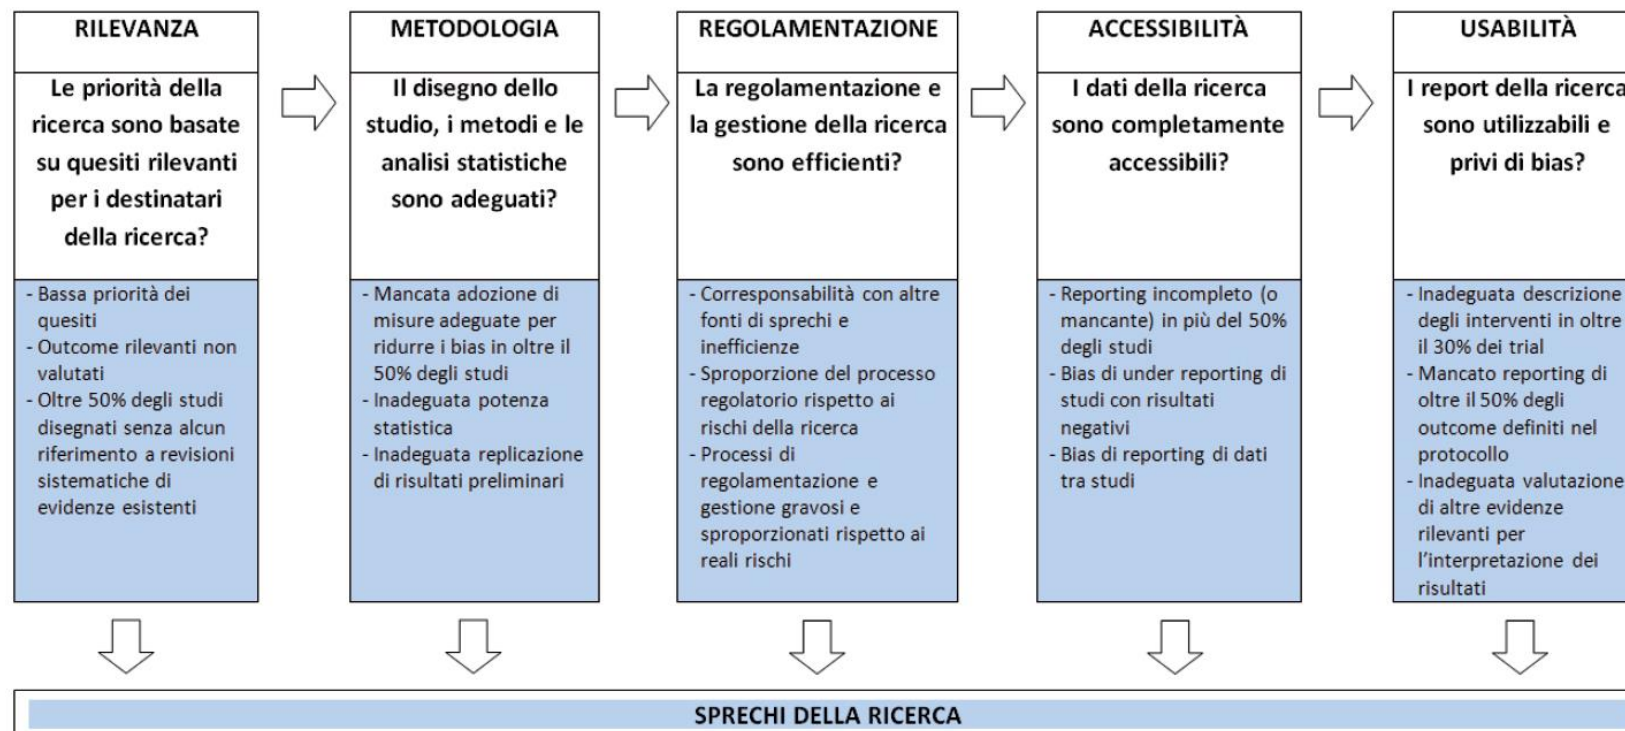 RILEVANZA
Le priorità della
ricerca sono basate
su quesiti rilevanti
per i destinatari
della ricerca?
- Bassa priorità dei
quesiti
- Outcome rilevanti non
valutati
- Oltre 50% degli studi
disegnati senza alcun
riferimento a revisioni
sistematiche di
evidenze esistenti
METODOLOGIA
Il disegno dello
studio, i metodi e le
analisi statistiche
sono adeguati?
- Mancata adozione di
misure adeguate per
ridurre i bias in oltre il
50% degli studi
- Inadeguata potenza
statistica
- Inadeguata replicazione
di risultati preliminari
REGOLAMENTAZIONE
La regolamentazione e
la gestione della ricerca
sono efficienti?
- Corresponsabilità con altre
fonti di sprechi e
inefficienze
- Sproporzione del processo
regolatorio rispetto ai
rischi della ricerca
- Processi di
regolamentazione e
gestione gravosi e
sproporzionati rispetto ai
reali rischi
ACCESSIBILITÀ
I dati della ricerca
sono completamente
accessibili?
- Reporting incompleto (o
mancante) in più del 50%
degli studi
- Bias di under reporting di
studi con risultati
negativi
- Bias di reporting di dati
tra studi
USABILITÀ
I report della ricerca
sono utilizzabili e
privi di bias?
- Inadeguata descrizione
degli interventi in oltre
il 30% dei trial
- Mancato reporting di
oltre il 50% degli
outcome definiti nel
protocollo
- Inadeguata valutazione
di altre evidenze
rilevanti per
l'interpretazione dei
risultati
SPRECHI DELLA RICERCA